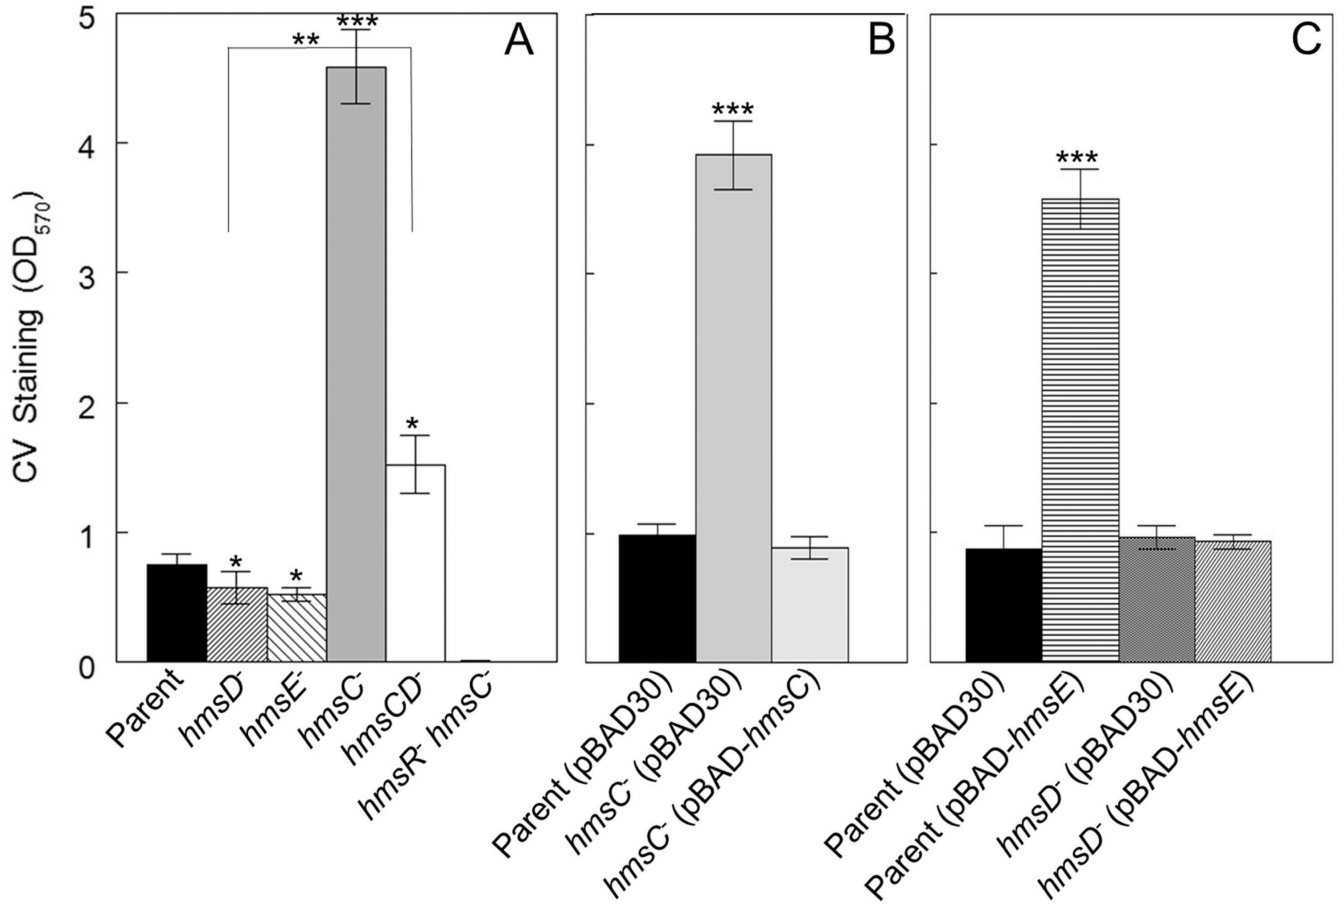 A
B
C
CV Staining (OD570)
5
4
3
2
1
0
**
***
*
*
*
***
***
Parent
hmsD-
hmsE-
hmsC-
hmsCD-
hmsR- hmsC-
Parent (pBAD30)
hmsC- (pBAD30)
hmsC- (pBAD-hmsC)
Parent (pBAD30)
Parent (pBAD-hmsE)
hmsD- (pBAD30)
hmsD- (pBAD-hmsE)